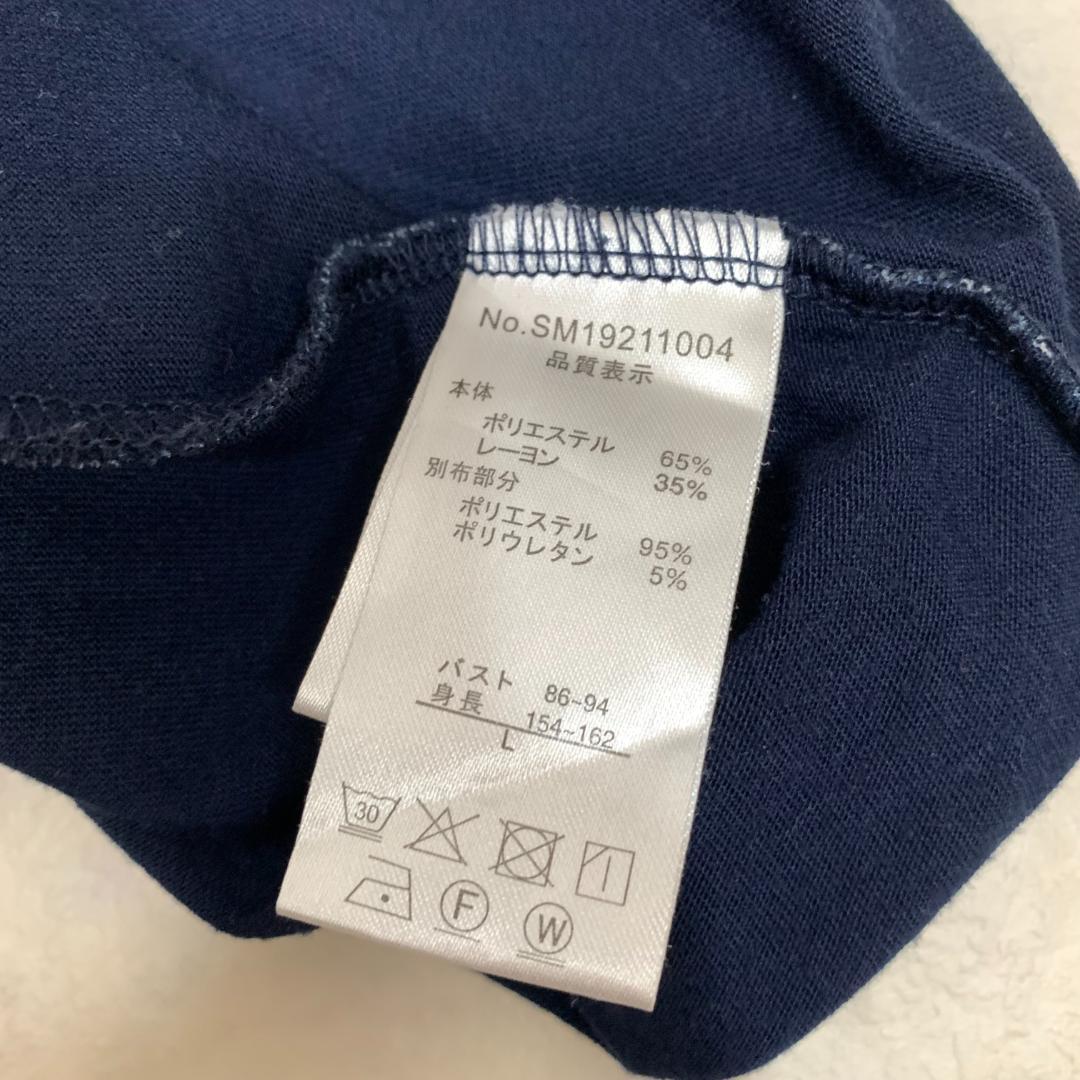 No.SM19211004
品質表示
本体
ポリエステル 65%
レーヨン 35%
別布部分
ポリエステル 95%
ポリウレタン 5%
バスト 86~94
身長 154~162
L
30
F W